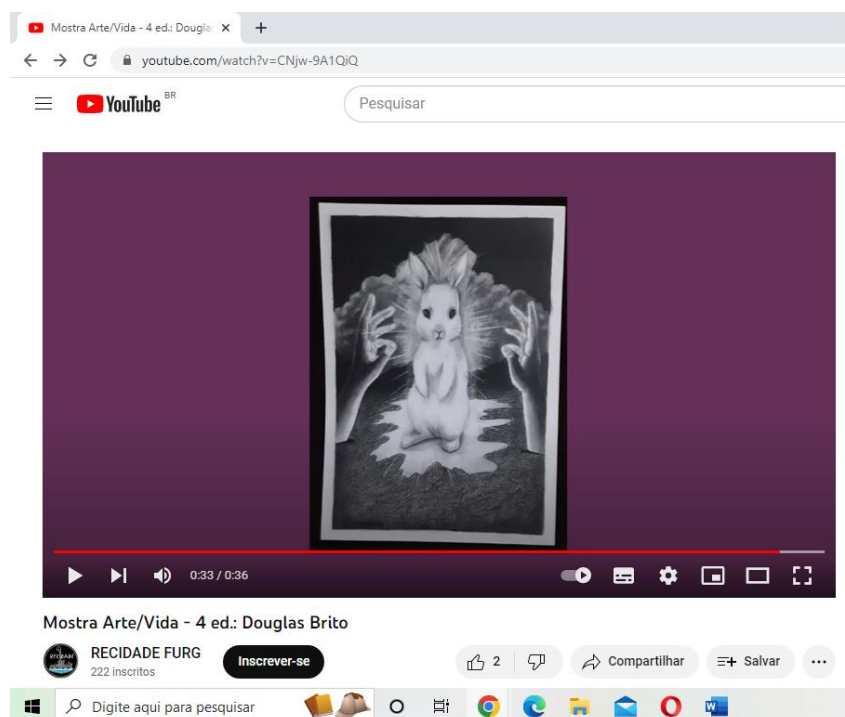 Mostra Arte/Vida - 4 ed.: Dougla
youtube.com/watch?v=CNjw-9A1QiQ
YouTube BR
Pesquisar
0:33 / 0:36
Mostra Arte/Vida - 4 ed.: Douglas Brito
RECIDADE FURG
222 inscritos
Inscrever-se
2
Compartilhar
Salvar
Digite aqui para pesquisar